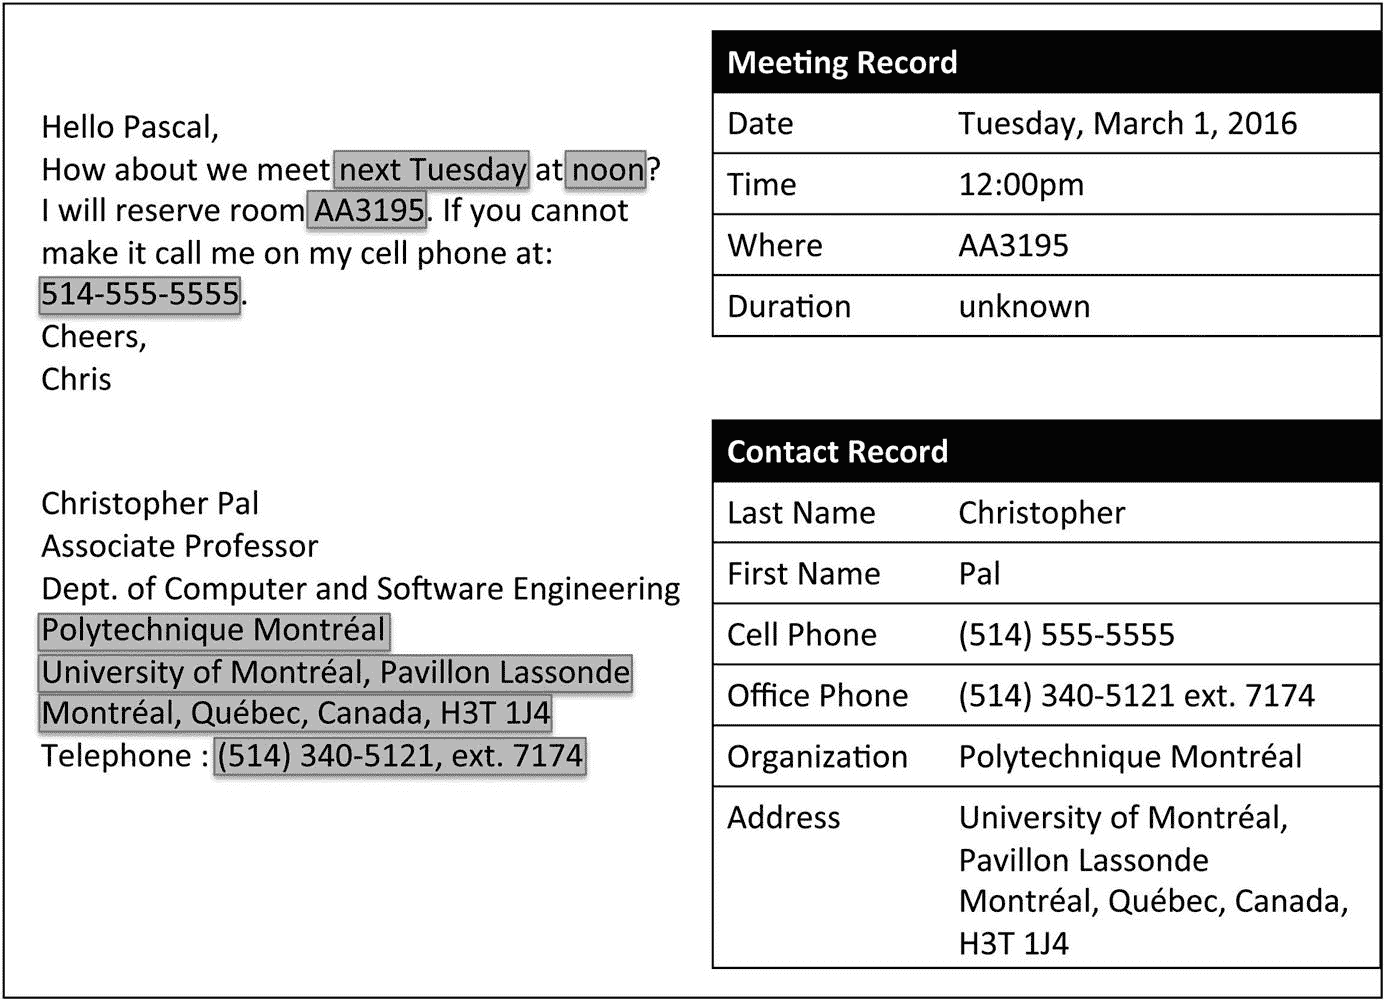 Hello Pascal,
How about we meet next Tuesday at noon?
I will reserve room AA3195. If you cannot
make it call me on my cell phone at:
514-555-5555.
Cheers,
Chris
Christopher Pal
Associate Professor
Dept. of Computer and Software Engineering
Polytechnique Montréal
University of Montréal, Pavillon Lassonde
Montréal, Québec, Canada, H3T 1J4
Telephone : (514) 340-5121, ext. 7174
Meeting Record
Date Tuesday, March 1, 2016
Time 12:00pm
Where AA3195
Duration unknown
Contact Record
Last Name Christopher
First Name Pal
Cell Phone (514) 555-5555
Office Phone (514) 340-5121 ext. 7174
Organization Polytechnique Montréal
Address University of Montréal,
Pavillon Lassonde
Montréal, Québec, Canada,
H3T 1J4